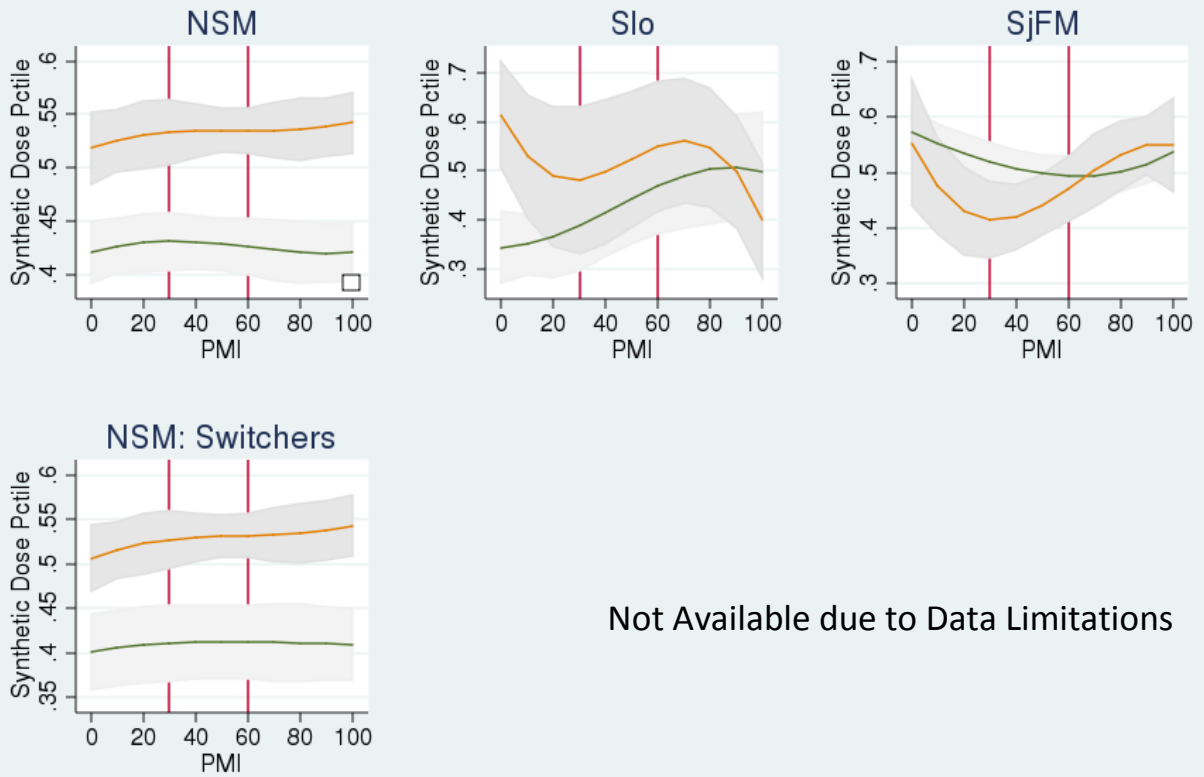 NSM
Synthetic Dose Pctile
.6
.55
.5
.45
.4
0 20 40 60 80 100
PMI
Slo
Synthetic Dose Pctile
.7
.6
.5
.4
.3
0 20 40 60 80 100
PMI
SjFM
Synthetic Dose Pctile
.7
.6
.5
.4
.3
0 20 40 60 80 100
PMI
NSM: Switchers
Synthetic Dose Pctile
.6
.55
.5
.45
.4
.35
0 20 40 60 80 100
PMI
Not Available due to Data Limitations